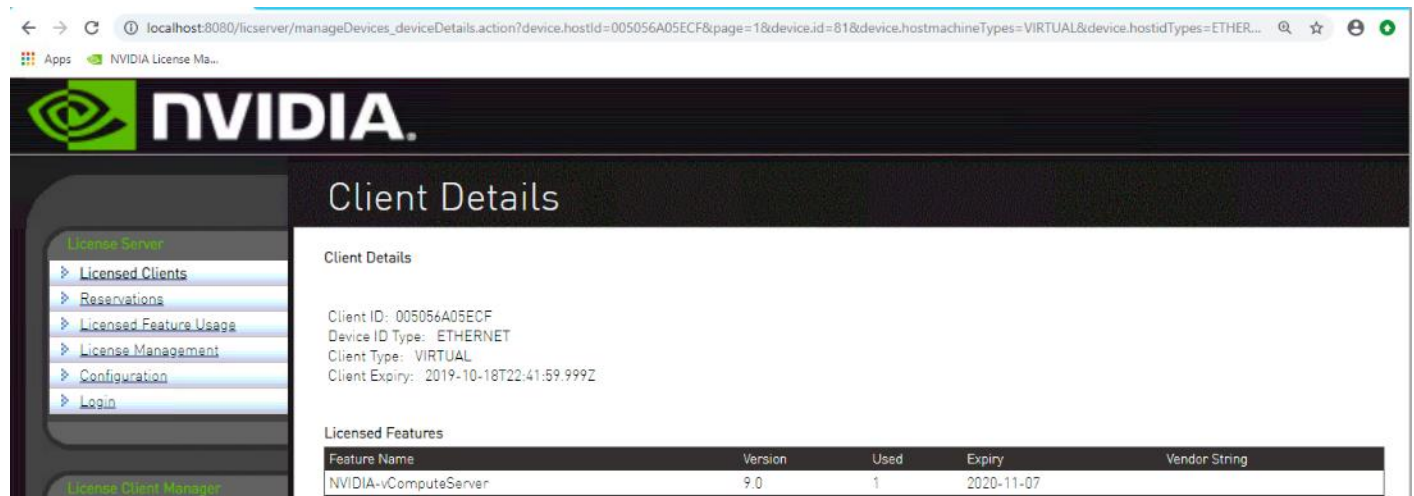 localhost:8080/licserver/manageDevices_deviceDetails.action?device.hostId=005056A05ECF&page=1&device.id=81&device.hostmachineTypes=VIRTUAL&device.hostidTypes=ETHER...
Apps NVIDIA License Ma...
NVIDIA.
Client Details
License Server
Licensed Clients
Reservations
Licensed Feature Usage
License Management
Configuration
Login
License Client Manager
Client Details
Client ID: 005056A05ECF
Device ID Type: ETHERNET
Client Type: VIRTUAL
Client Expiry: 2019-10-18T22:41:59.999Z
Licensed Features
Feature Name Version Used Expiry Vendor String
NVIDIA-vComputeServer 9.0 1 2020-11-07